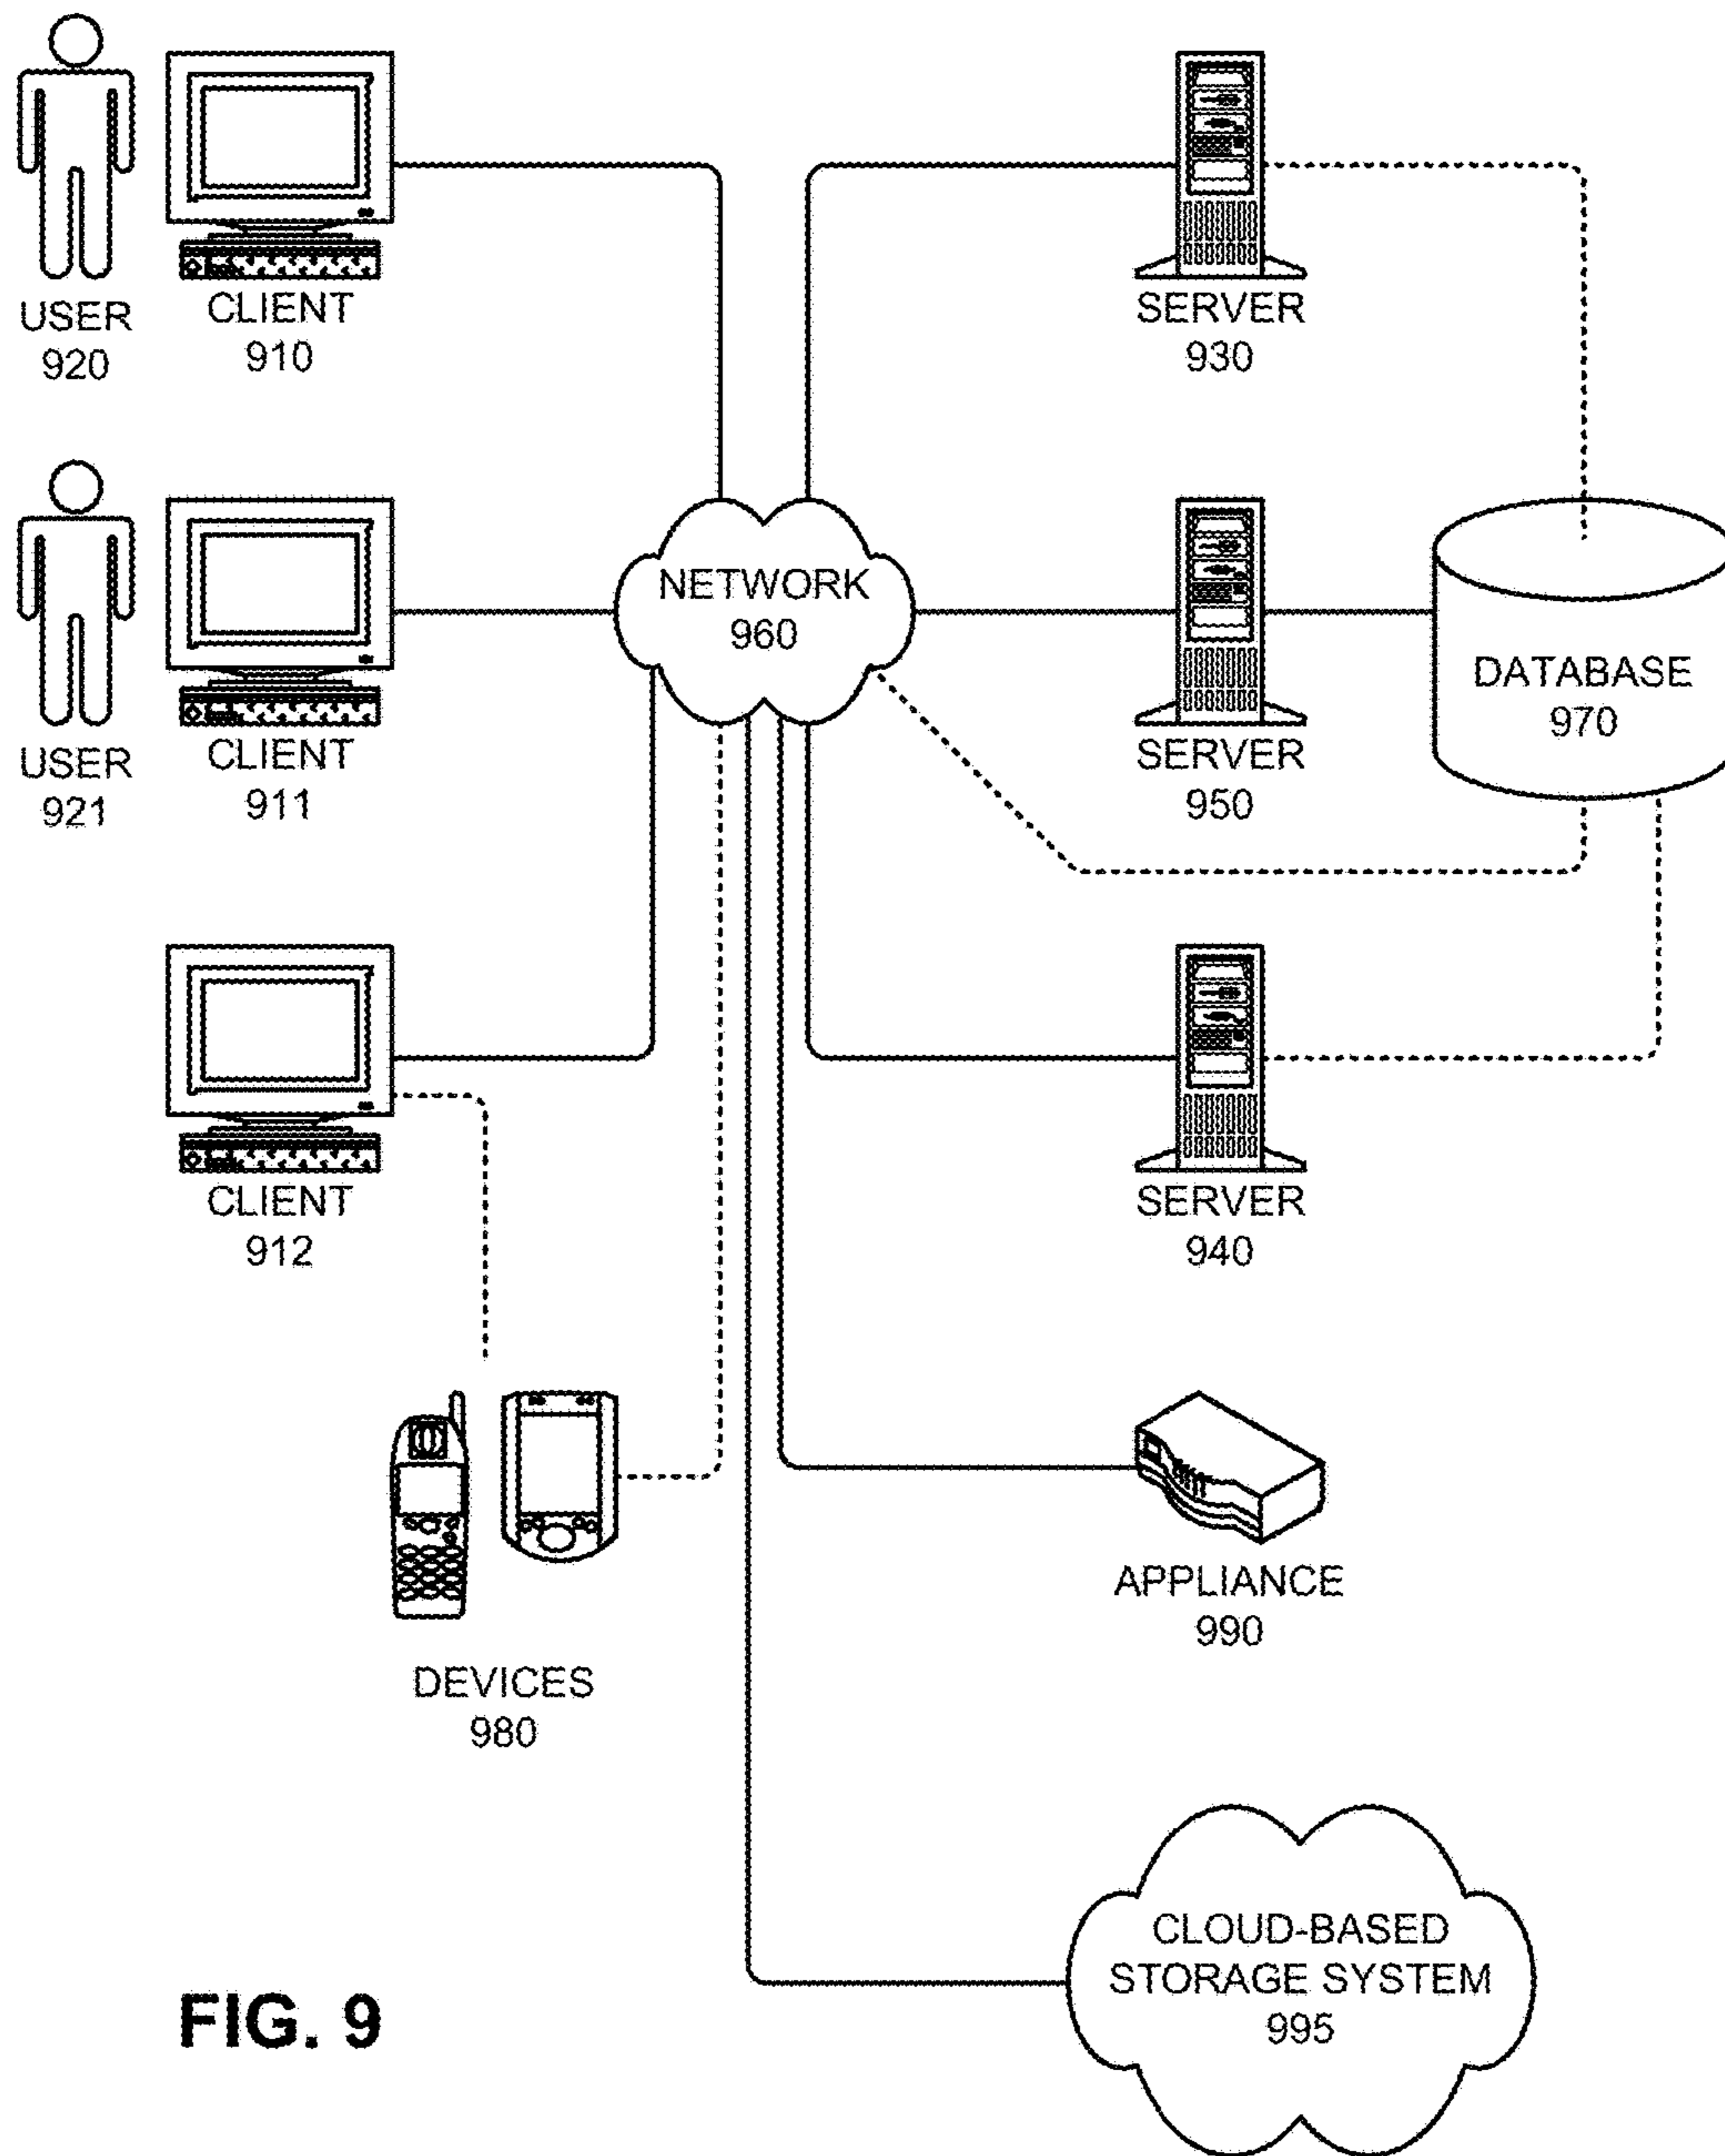 USER
920
CLIENT
910
SERVER
930
USER
921
CLIENT
911
NETWORK
960
SERVER
950
DATABASE
970
CLIENT
912
SERVER
940
DEVICES
980
APPLIANCE
990
CLOUD-BASED
STORAGE SYSTEM
995
FIG. 9